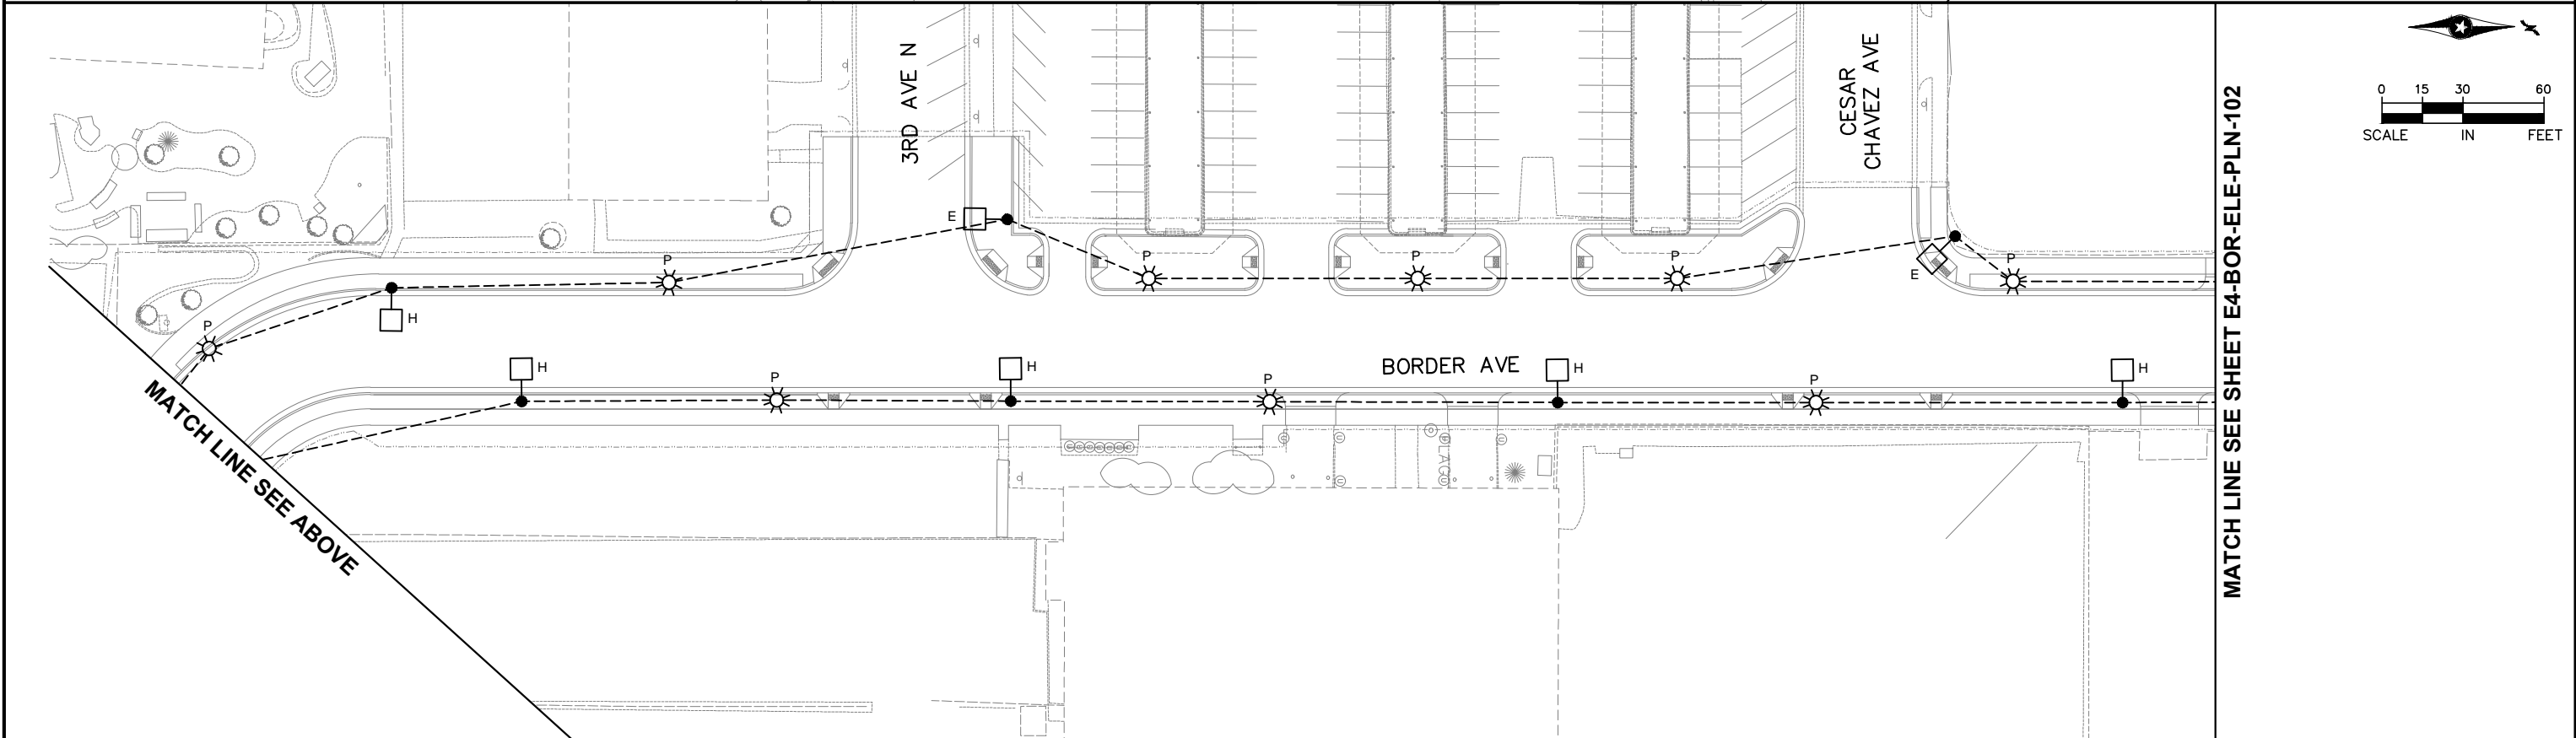 3RD AVE N
CESAR
CHAVEZ AVE
0 15 30 60
SCALE IN FEET
E
P
P
P
P
P
E
P
H
P
H
H
BORDER AVE
H
H
P
P
P
MATCH LINE SEE ABOVE
MATCH LINE SEE SHEET E4-BOR-ELE-PLN-102